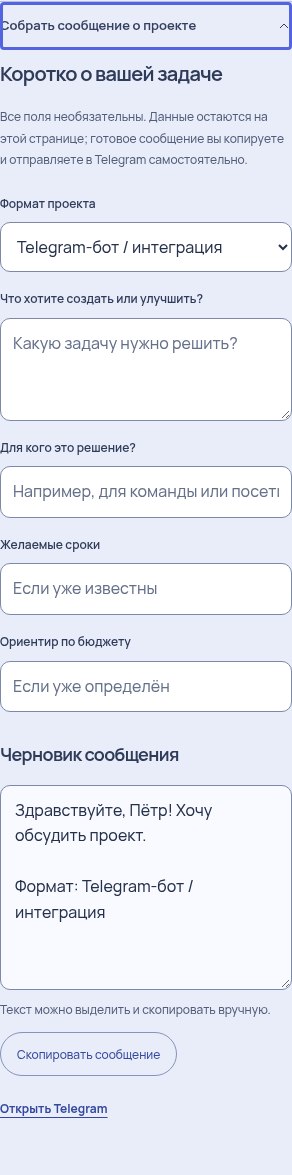 Собрать сообщение о проекте
Коротко о вашей задаче
Все поля необязательны. Данные остаются на
этой странице; готовое сообщение вы копируете
и отправляете в Telegram самостоятельно.
Формат проекта
Telegram-бот / интеграция
Что хотите создать или улучшить?
Какую задачу нужно решить?
Для кого это решение?
Например, для команды или посети
Желаемые сроки
Если уже известны
Ориентир по бюджету
Если уже определён
Черновик сообщения
Здравствуйте, Пётр! Хочу
обсудить проект.
Формат: Telegram-бот /
интеграция
Текст можно выделить и скопировать вручную.
Скопировать сообщение
Открыть Telegram